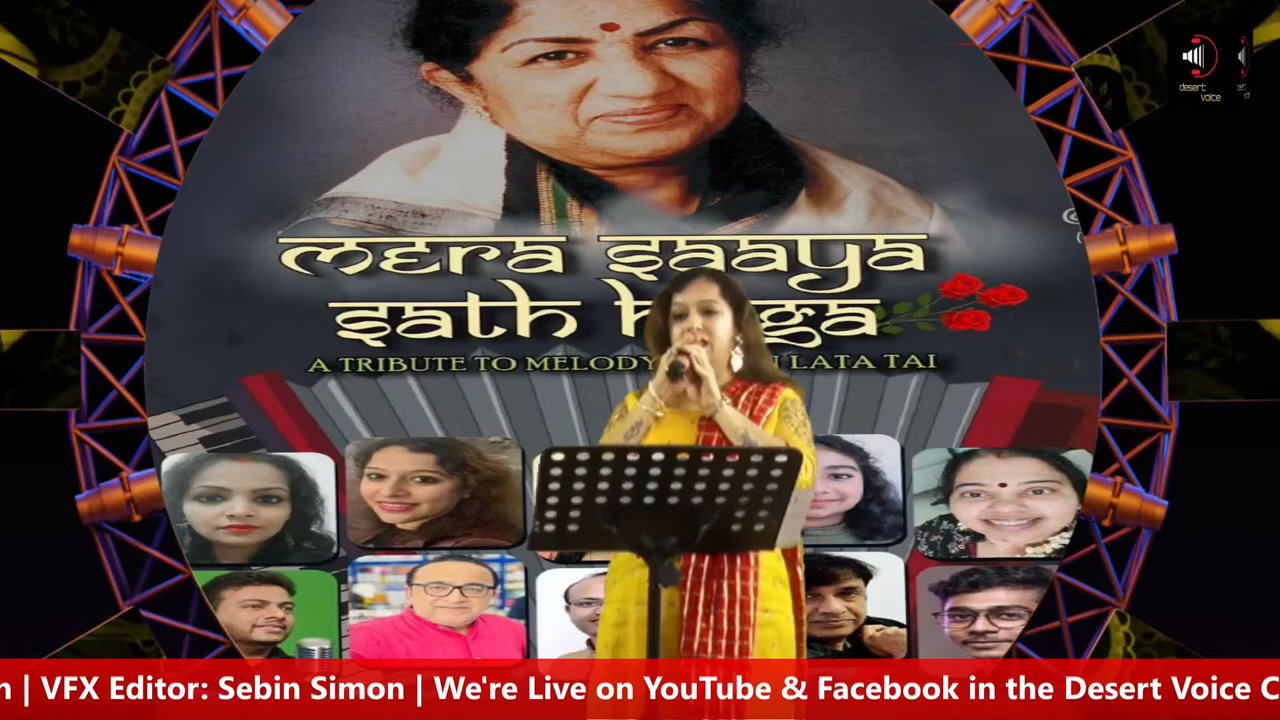 desert
voice
mera saaya
sath
A TRIBUTE TO MELODY LATA TAI
| VFX Editor: Sebin Simon | We're Live on YouTube & Facebook in the Desert Voice